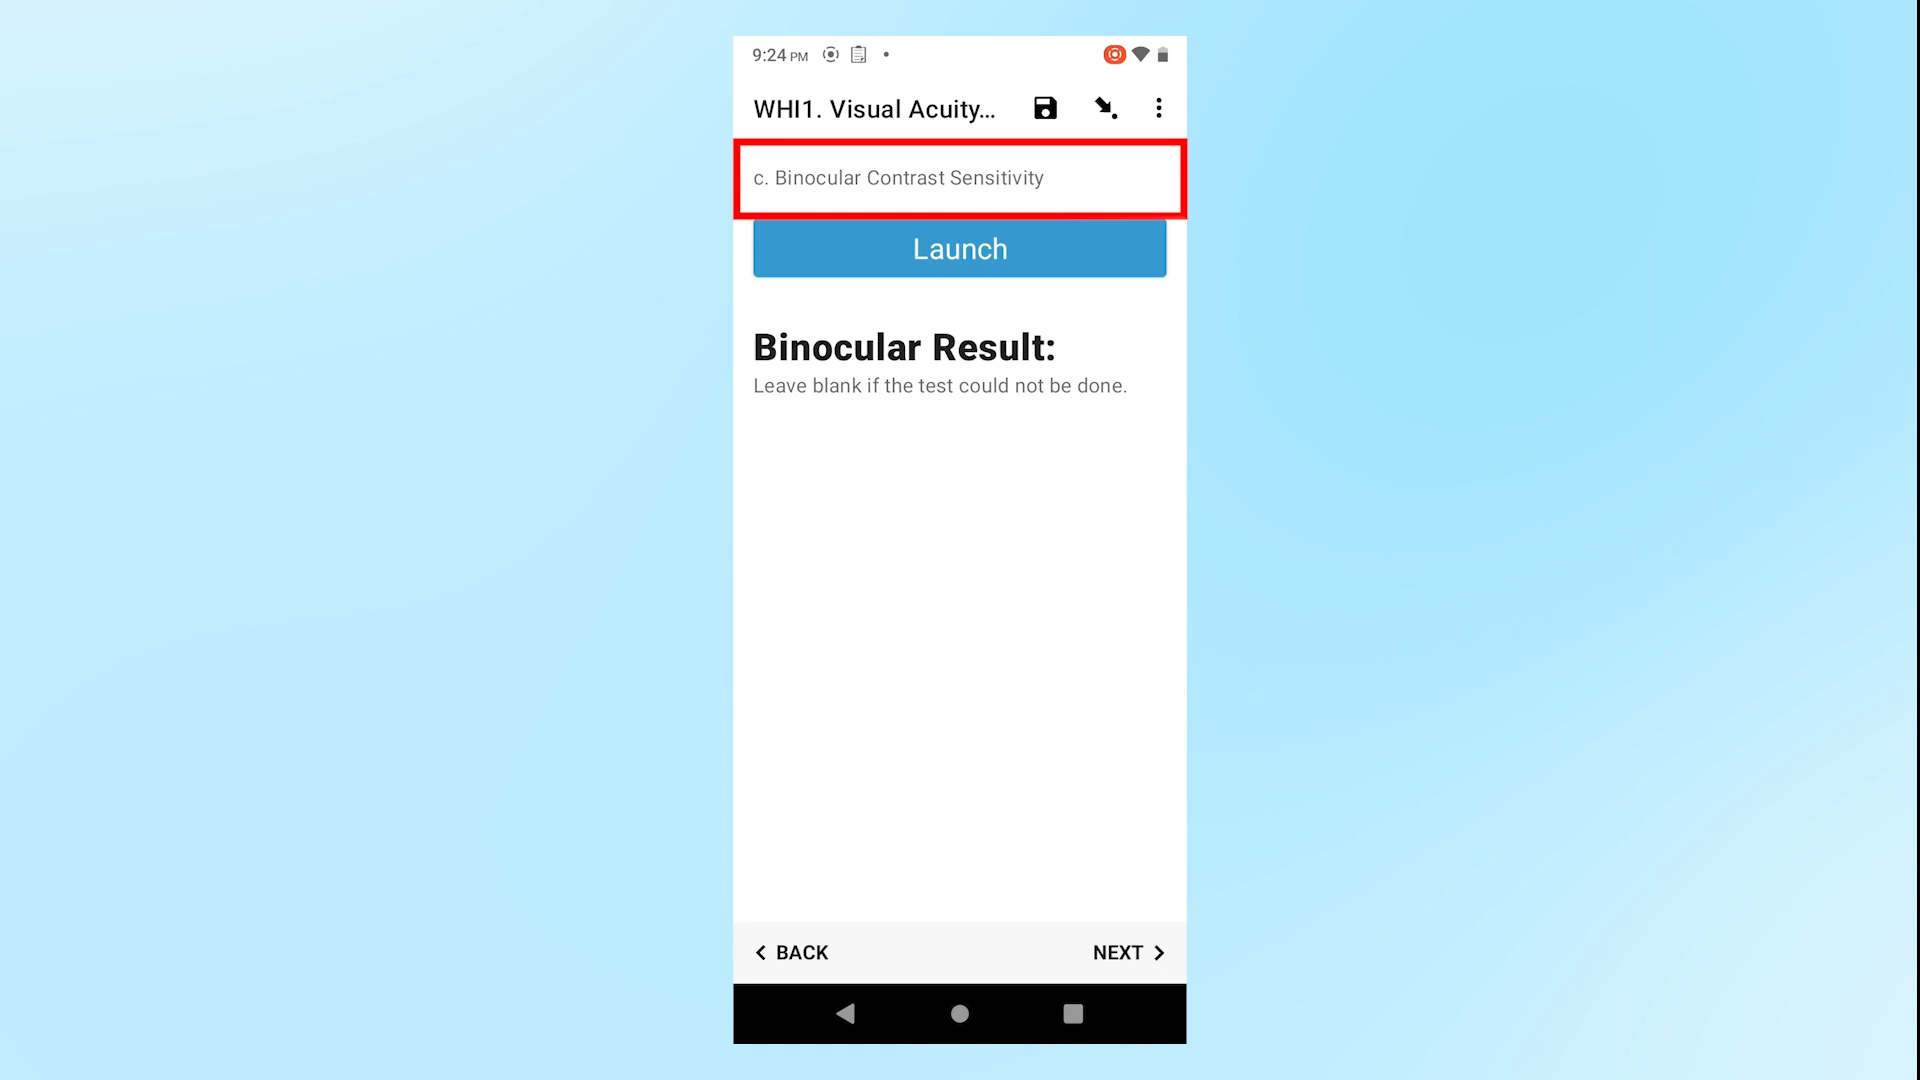 9:24 PM
WHI1. Visual Acuity...
c. Binocular Contrast Sensitivity
Launch
Binocular Result:
Leave blank if the test could not be done.
BACK
NEXT